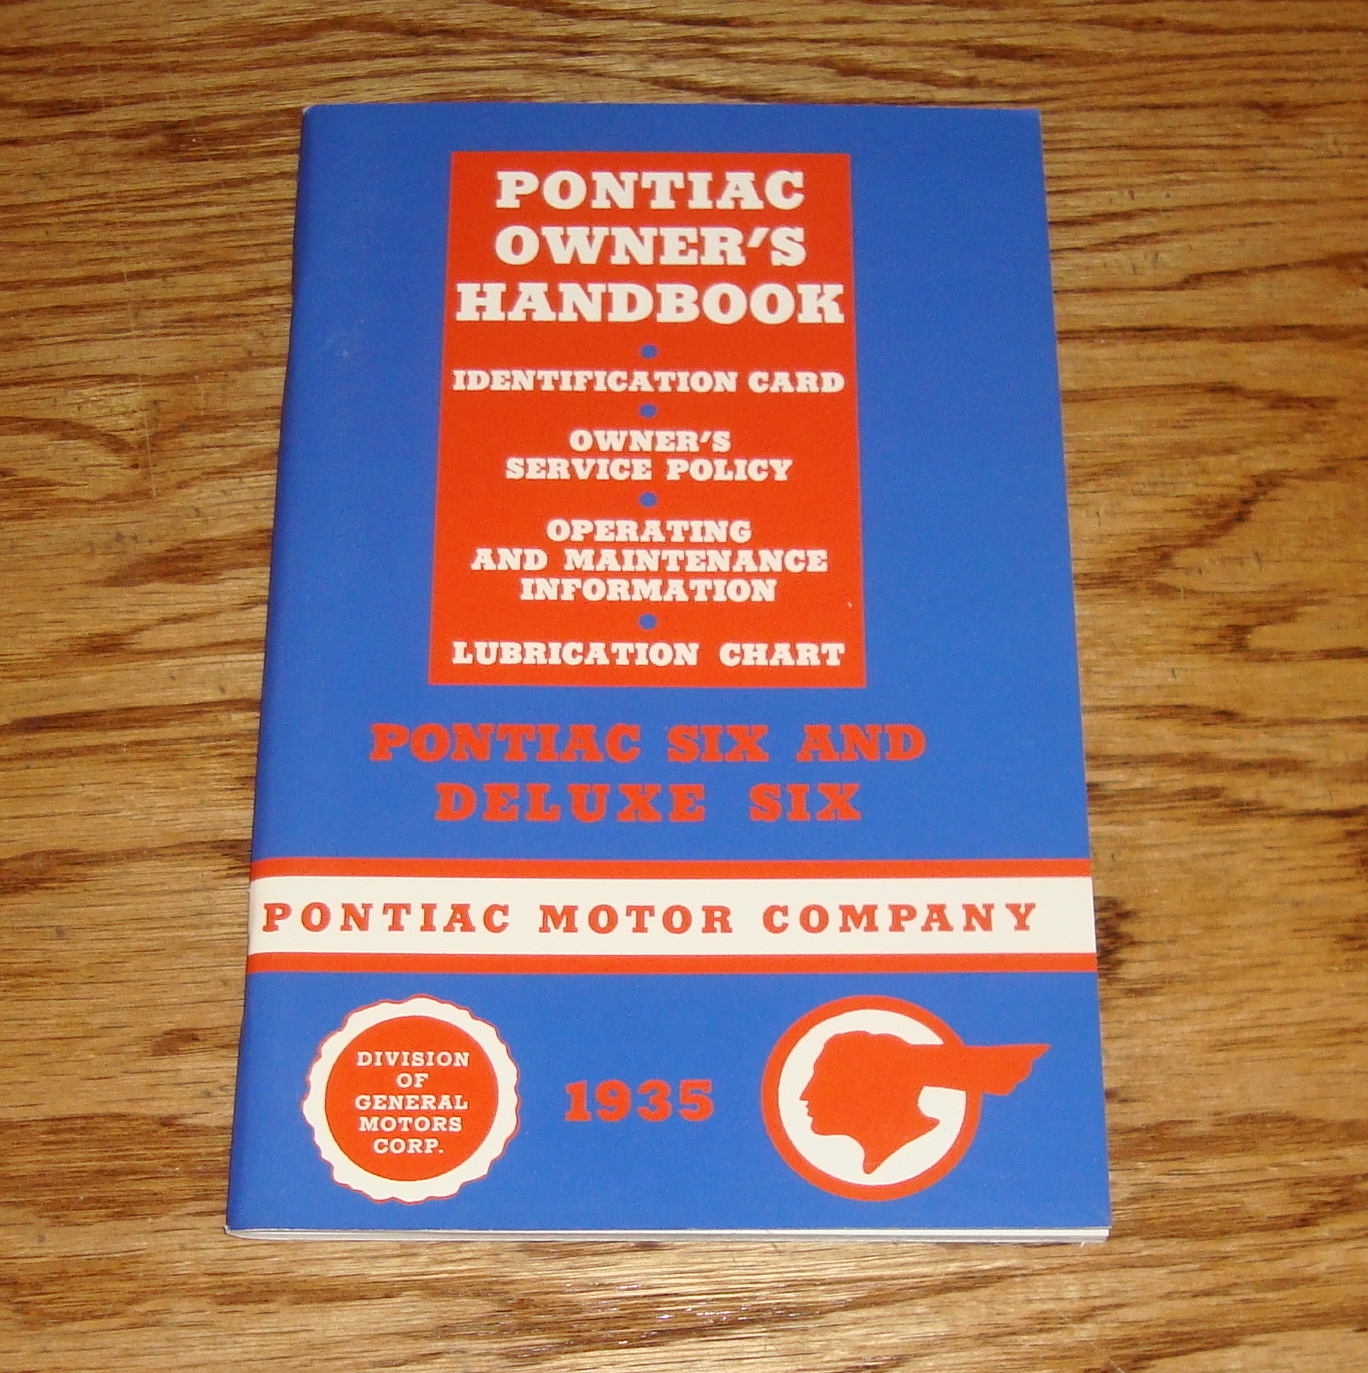 PONTIAC
OWNER'S
HANDBOOK
IDENTIFICATION CARD
OWNER'S
SERVICE POLICY
OPERATING
AND MAINTENANCE
INFORMATION
LUBRICATION CHART
PONTIAC SIX AND
DELUXE SIX
PONTIAC MOTOR COMPANY
DIVISION
OF
GENERAL
MOTORS
CORP.
1935